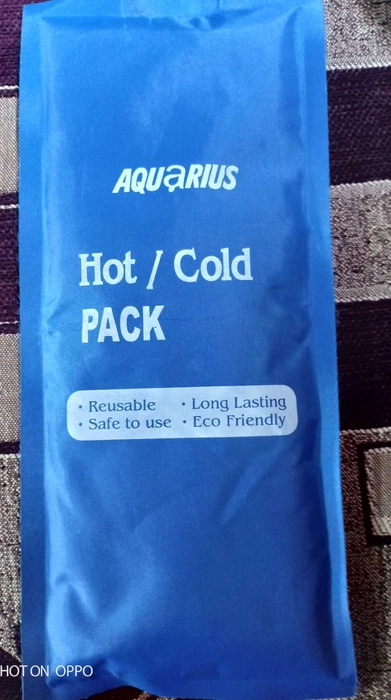 AQUaRIUS
Hot / Cold
PACK
• Reusable • Long Lasting
• Safe to use • Eco Friendly
HOT ON OPPO